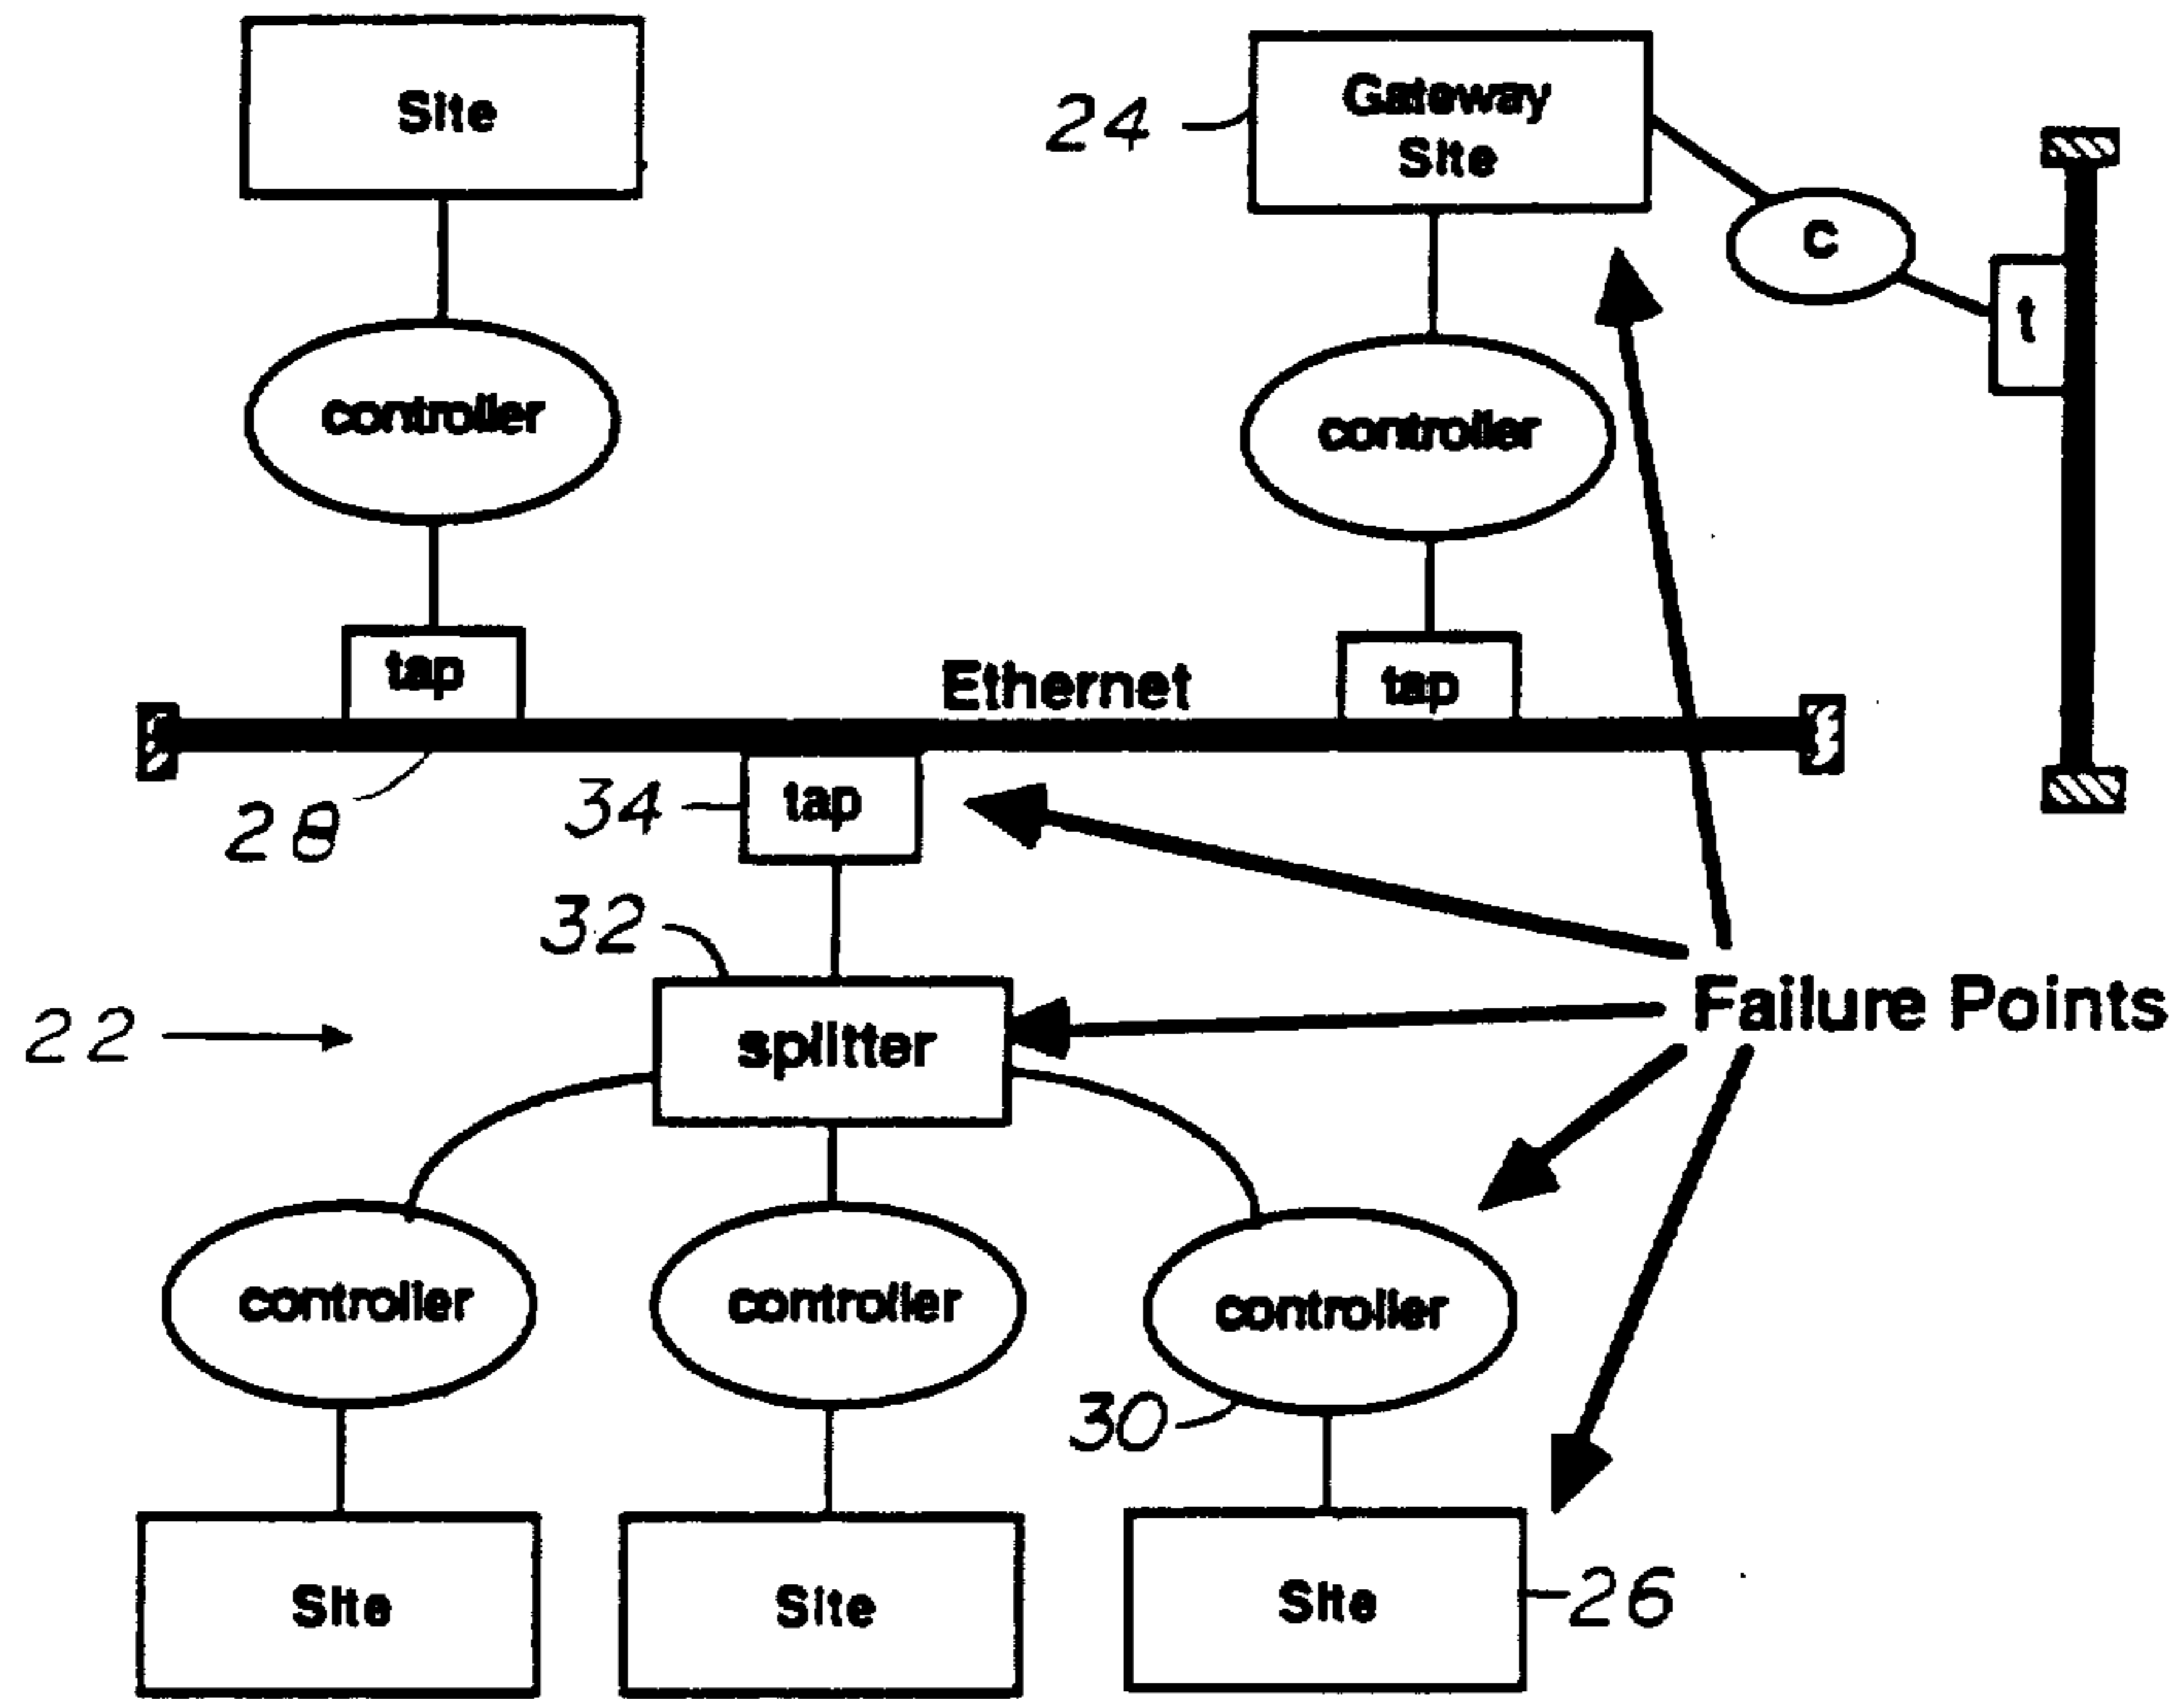 Site
24
Gateway
Site
c
t
controller
controller
tap
Ethernet
tap
28
34
tap
32
22
splitter
Failure Points
controller
controller
controller
30
Site
Site
Site
26